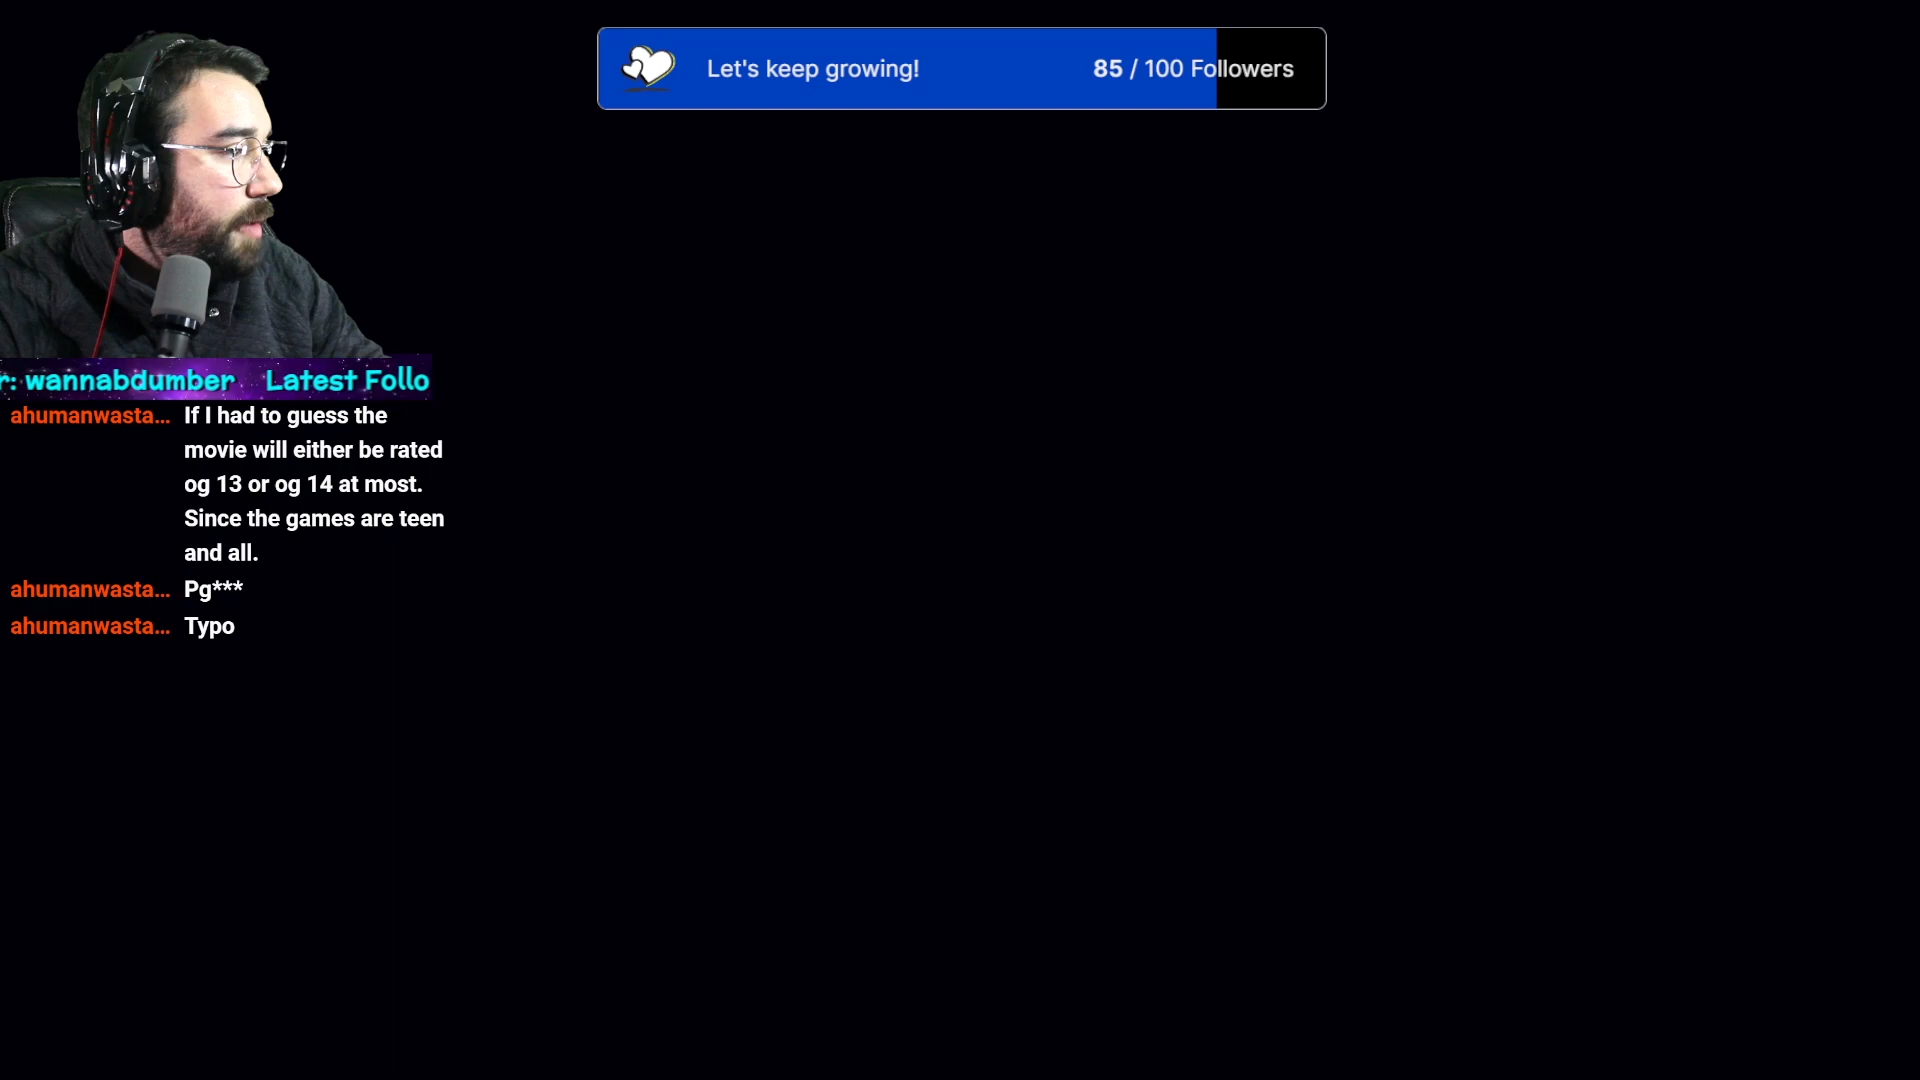 Let's keep growing! 85 / 100 Followers
r: wannabdumber Latest Follo
ahumanwasta... If I had to guess the
movie will either be rated
og 13 or og 14 at most.
Since the games are teen
and all.
ahumanwasta... Pg***
ahumanwasta... Typo